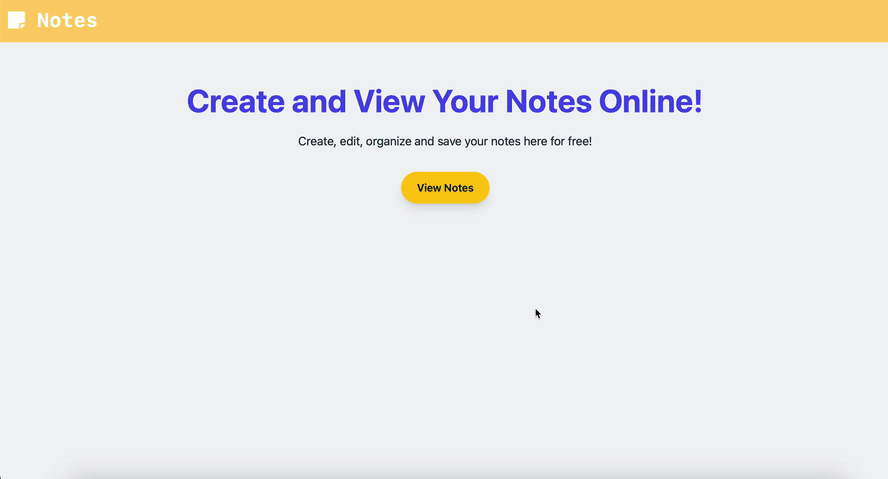 Notes
Create and View Your Notes Online!
Create, edit, organize and save your notes here for free!
View Notes